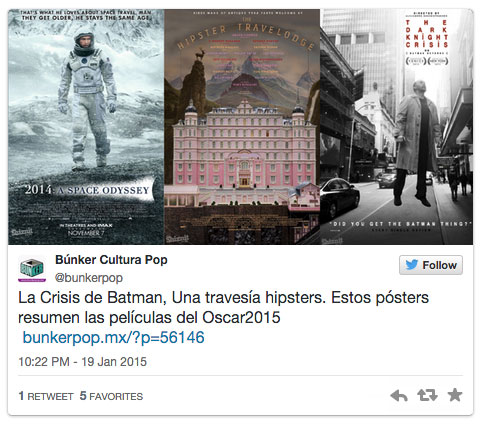 THAT'S WHAT HE LOVES ABOUT SPACE TRAVEL, MAN
THEY GET OLDER, HE STAYS THE SAME AGE.
2014: A SPACE ODYSSEY
IN THEATRES AND IMAX
NOVEMBER 7
THE
HIPSTER TRAVELODGE
THE
DARK
KNIGHT
CRISIS
"DID YOU GET THE BATMAN THING?"
Búnker Cultura Pop
@bunkerpop
Follow
La Crisis de Batman, Una travesía hipsters. Estos pósters
resumen las películas del Oscar2015
bunkerpop.mx/?p=56146
10:22 PM - 19 Jan 2015
1 RETWEET 5 FAVORITES